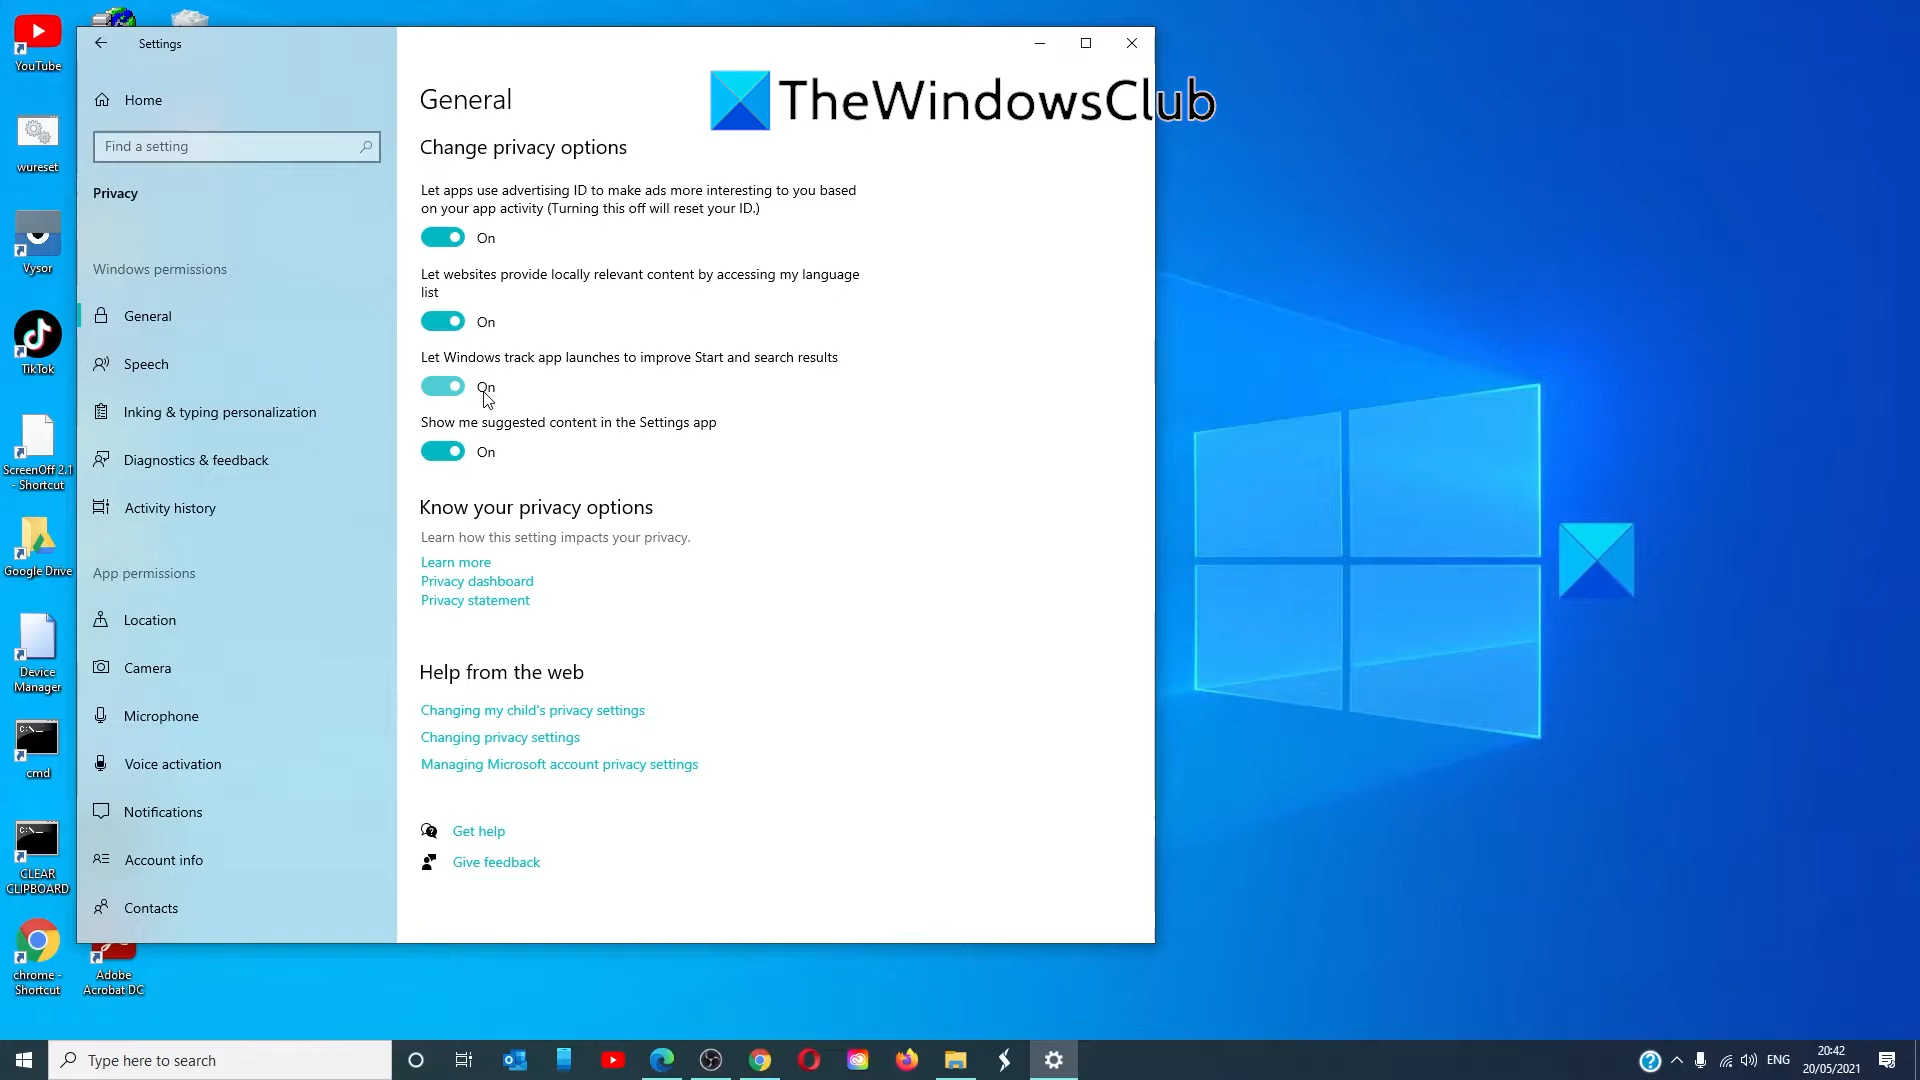 YouTube
wureset
Vysor
TikTok
ScreenOff 2.1
- Shortcut
Google Drive
Device
Manager
cmd
CLEAR
CLIPBOARD
chrome -
Shortcut
Adobe
Acrobat DC
Settings
Home
Find a setting
Privacy
Windows permissions
General
Speech
Inking & typing personalization
Diagnostics & feedback
Activity history
App permissions
Location
Camera
Microphone
Voice activation
Notifications
Account info
Contacts
General
TheWindowsClub
Change privacy options
Let apps use advertising ID to make ads more interesting to you based
on your app activity (Turning this off will reset your ID.)
On
Let websites provide locally relevant content by accessing my language
list
On
Let Windows track app launches to improve Start and search results
On
Show me suggested content in the Settings app
On
Know your privacy options
Learn how this setting impacts your privacy.
Learn more
Privacy dashboard
Privacy statement
Help from the web
Changing my child's privacy settings
Changing privacy settings
Managing Microsoft account privacy settings
Get help
Give feedback
Type here to search
ENG
20:42
20/05/2021